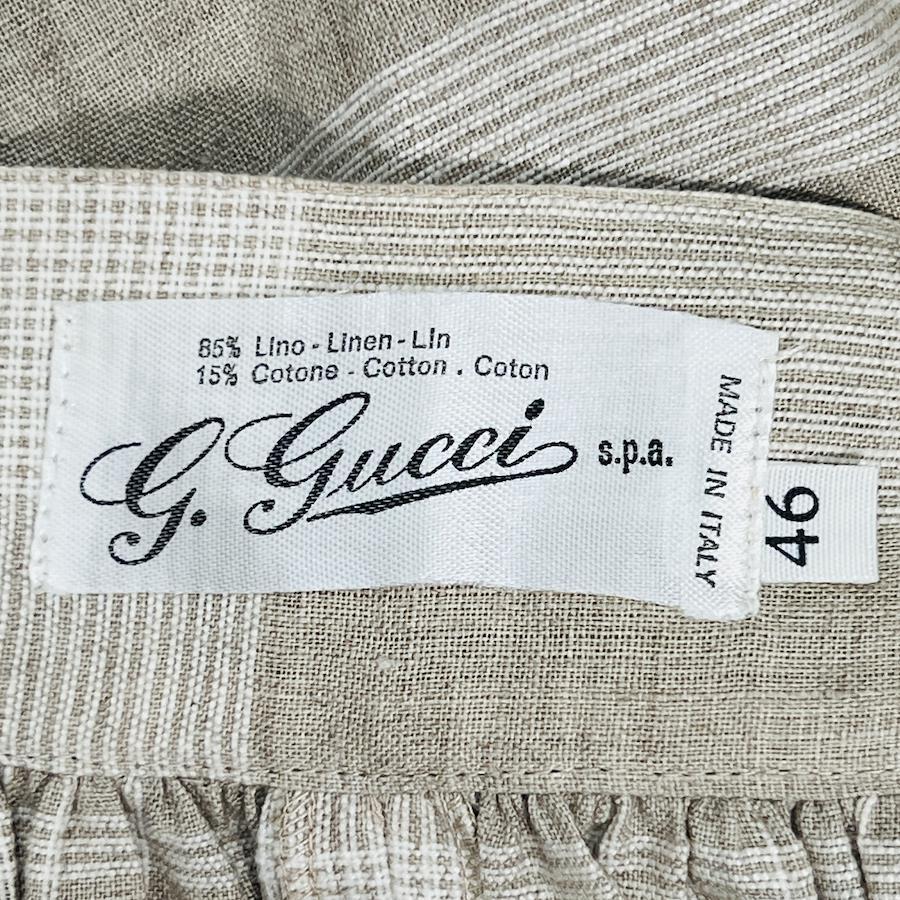 85% Lino - Linen - Lin
15% Cotone - Cotton . Coton
G. Gucci s.p.a.
MADE IN ITALY
46